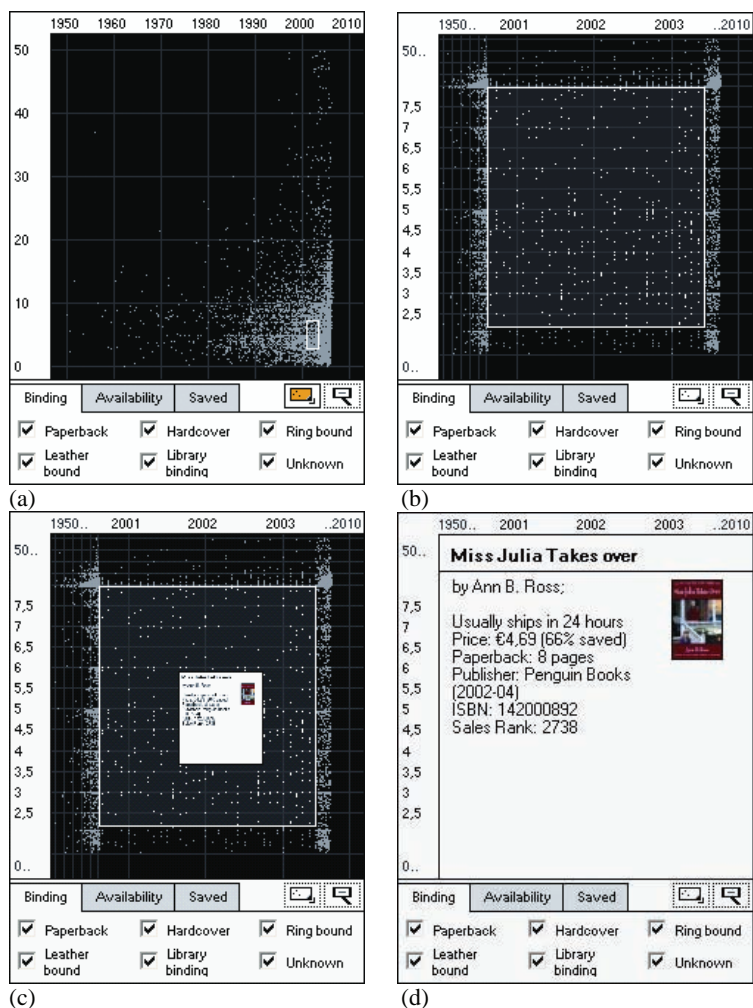 1950 1960 1970 1980 1990 2000 2010
50
40
30
20
10
0
Binding Availability Saved
Paperback Hardcover Ring bound
Leather bound Library binding Unknown
(a)
1950.. 2001 2002 2003 ..2010
50..
7,5
7
6,5
6
5,5
5
4,5
4
3,5
3
2,5
0..
Binding Availability Saved
Paperback Hardcover Ring bound
Leather bound Library binding Unknown
(b)
1950.. 2001 2002 2003 ..2010
50..
7,5
7
6,5
6
5,5
5
4,5
4
3,5
3
2,5
0..
Miss Julia Takes over
Binding Availability Saved
Paperback Hardcover Ring bound
Leather bound Library binding Unknown
(c)
1950.. 2001 2002 2003 ..2010
50..
7,5
7
6,5
6
5,5
5
4,5
4
3,5
3
2,5
0..
Miss Julia Takes over
by Ann B. Ross;
Usually ships in 24 hours
Price: €4,69 (66% saved)
Paperback: 8 pages
Publisher: Penguin Books
(2002-04)
ISBN: 142000892
Sales Rank: 2738
Binding Availability Saved
Paperback Hardcover Ring bound
Leather bound Library binding Unknown
(d)